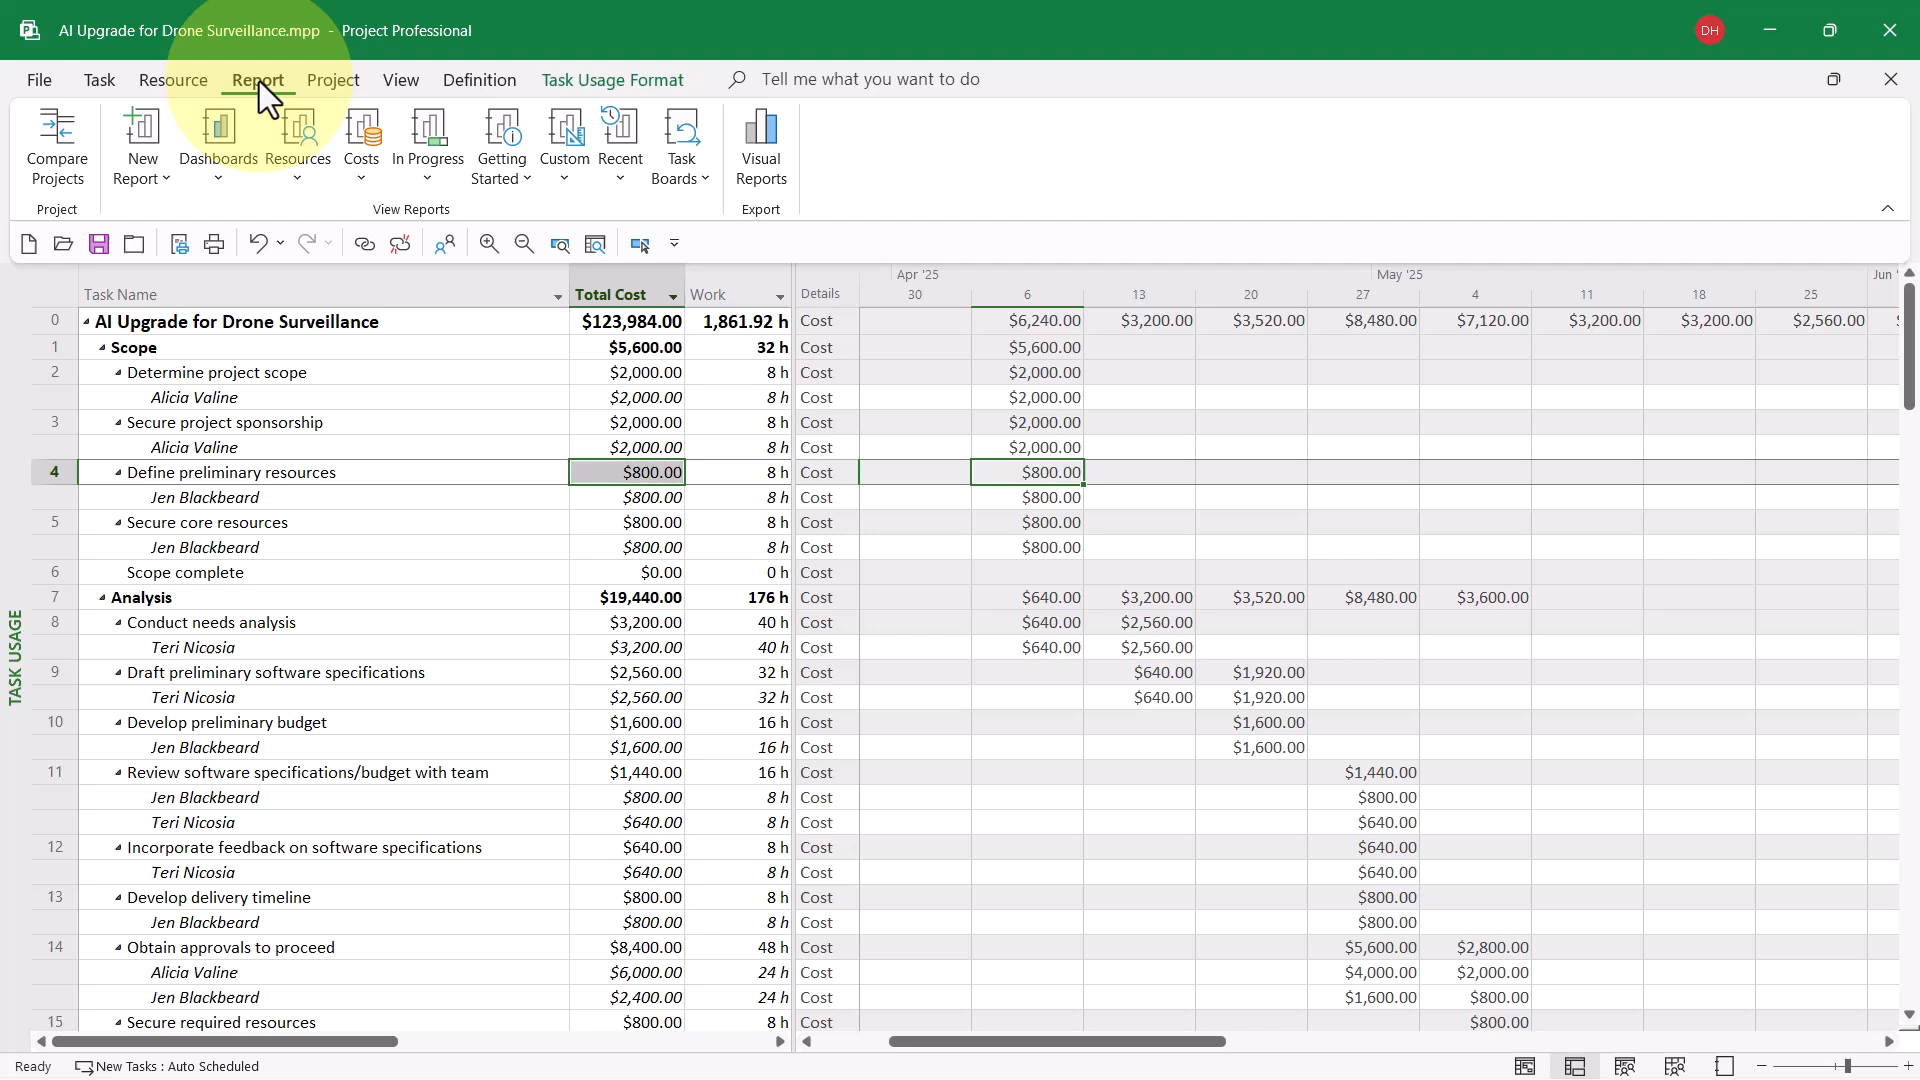 AI Upgrade for Drone Surveillance.mpp - Project Professional
DH
File Task Resource Report Project View Definition Task Usage Format Tell me what you want to do
Compare Projects
New Report
Dashboards
Resources
Costs
In Progress
Getting Started
Custom
Recent
Task Boards
Visual Reports
Project View Reports Export
Apr '25 May '25 Jun '
Task Name Total Cost Work Details 30 6 13 20 27 4 11 18 25
0 AI Upgrade for Drone Surveillance $123,984.00 1,861.92 h Cost $6,240.00 $3,200.00 $3,520.00 $8,480.00 $7,120.00 $3,200.00 $3,200.00 $2,560.00
1 Scope $5,600.00 32 h Cost $5,600.00
2 Determine project scope $2,000.00 8 h Cost $2,000.00
Alicia Valine $2,000.00 8 h Cost $2,000.00
3 Secure project sponsorship $2,000.00 8 h Cost $2,000.00
Alicia Valine $2,000.00 8 h Cost $2,000.00
4 Define preliminary resources $800.00 8 h Cost $800.00
Jen Blackbeard $800.00 8 h Cost $800.00
5 Secure core resources $800.00 8 h Cost $800.00
Jen Blackbeard $800.00 8 h Cost $800.00
6 Scope complete $0.00 0 h Cost
7 Analysis $19,440.00 176 h Cost $640.00 $3,200.00 $3,520.00 $8,480.00 $3,600.00
8 Conduct needs analysis $3,200.00 40 h Cost $640.00 $2,560.00
Teri Nicosia $3,200.00 40 h Cost $640.00 $2,560.00
9 Draft preliminary software specifications $2,560.00 32 h Cost $640.00 $1,920.00
Teri Nicosia $2,560.00 32 h Cost $640.00 $1,920.00
10 Develop preliminary budget $1,600.00 16 h Cost $1,600.00
Jen Blackbeard $1,600.00 16 h Cost $1,600.00
11 Review software specifications/budget with team $1,440.00 16 h Cost $1,440.00
Jen Blackbeard $800.00 8 h Cost $800.00
Teri Nicosia $640.00 8 h Cost $640.00
12 Incorporate feedback on software specifications $640.00 8 h Cost $640.00
Teri Nicosia $640.00 8 h Cost $640.00
13 Develop delivery timeline $800.00 8 h Cost $800.00
Jen Blackbeard $800.00 8 h Cost $800.00
14 Obtain approvals to proceed $8,400.00 48 h Cost $5,600.00 $2,800.00
Alicia Valine $6,000.00 24 h Cost $4,000.00 $2,000.00
Jen Blackbeard $2,400.00 24 h Cost $1,600.00 $800.00
15 Secure required resources $800.00 8 h Cost $800.00
TASK USAGE
Ready New Tasks : Auto Scheduled